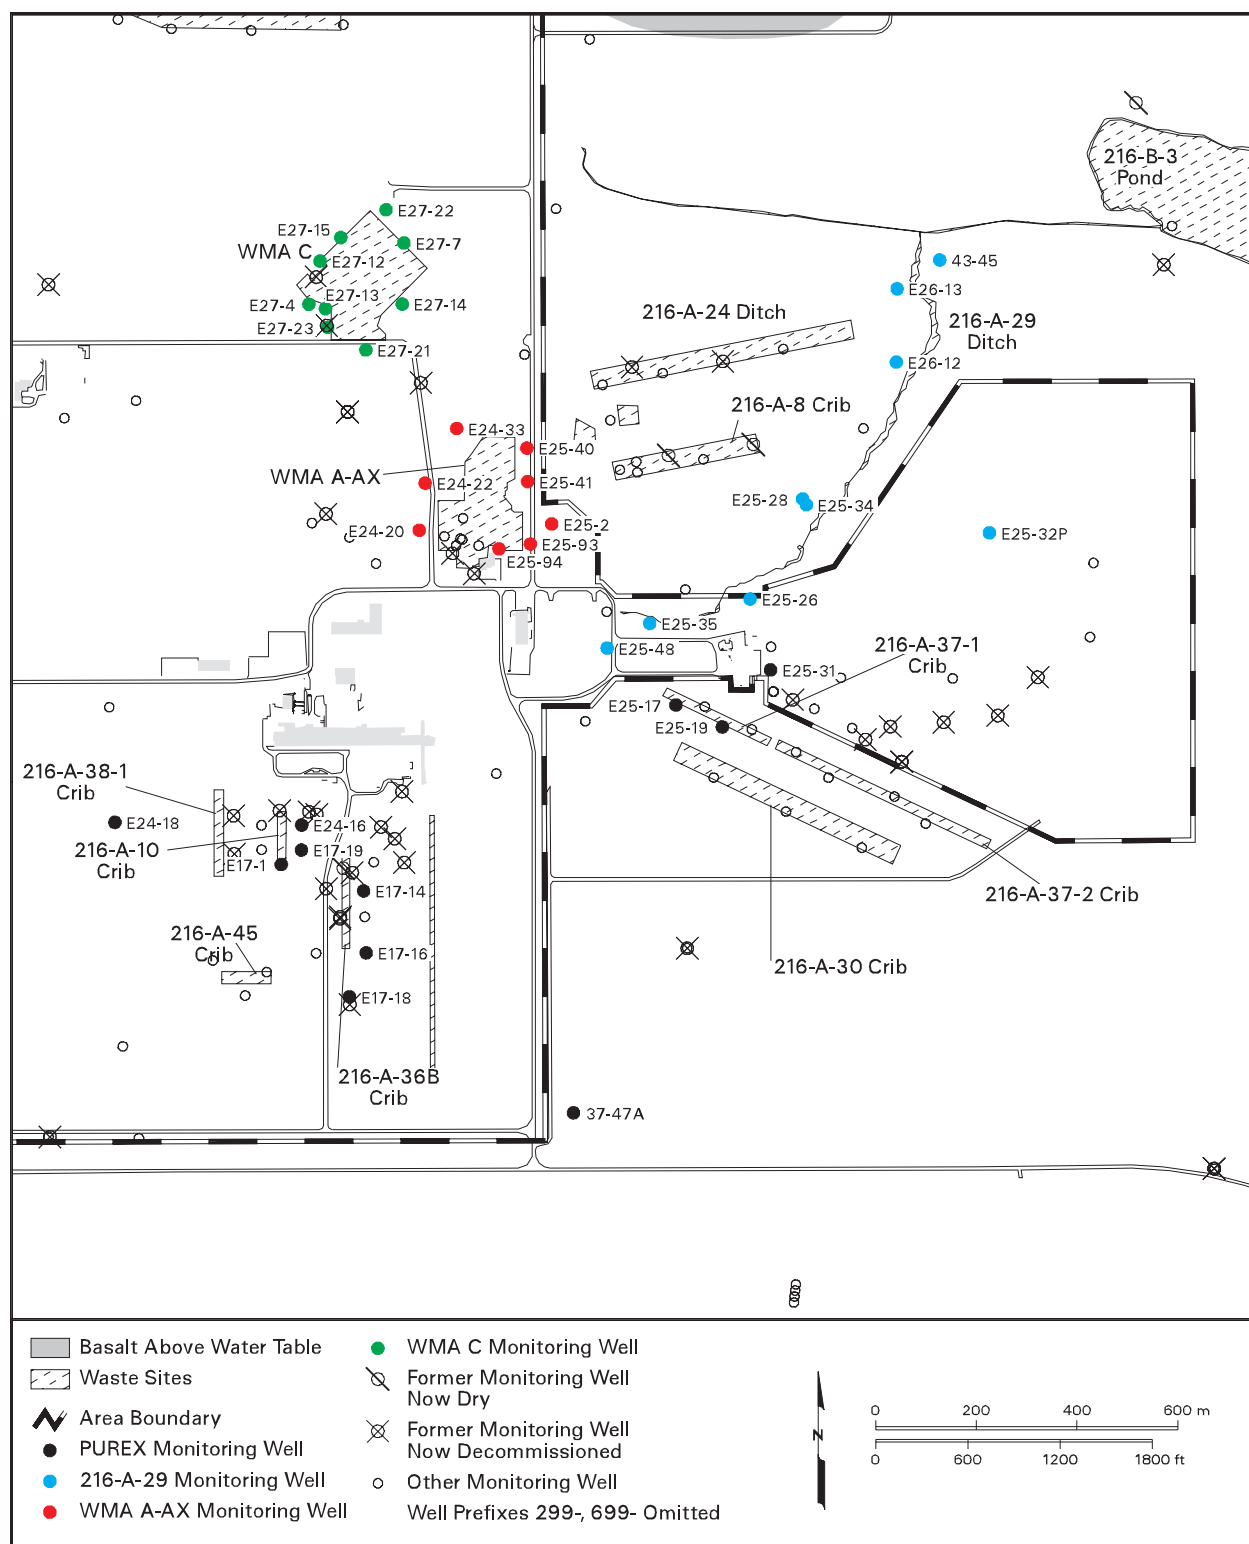 216-B-3
Pond
E27-22
E27-15
E27-7
WMA C
E27-12
43-45
E27-13
E26-13
E27-4
E27-14
216-A-24 Ditch
216-A-29
Ditch
E27-23
E27-21
E26-12
216-A-8 Crib
E24-33
E25-40
WMA A-AX
E24-22
E25-41
E25-28
E25-34
E24-20
E25-2
E25-32P
E25-93
E25-94
E25-26
E25-35
E25-48
216-A-37-1
Crib
E25-31
E25-17
E25-19
216-A-38-1
Crib
E24-18
E24-16
216-A-10
Crib
E17-19
E17-1
E17-14
216-A-37-2 Crib
216-A-45
Crib
E17-16
216-A-30 Crib
E17-18
216-A-36B
Crib
37-47A
Basalt Above Water Table
Waste Sites
Area Boundary
PUREX Monitoring Well
216-A-29 Monitoring Well
WMA A-AX Monitoring Well
WMA C Monitoring Well
Former Monitoring Well
Now Dry
Former Monitoring Well
Now Decommissioned
Other Monitoring Well
Well Prefixes 299-, 699- Omitted
N
0 200 400 600 m
0 600 1200 1800 ft